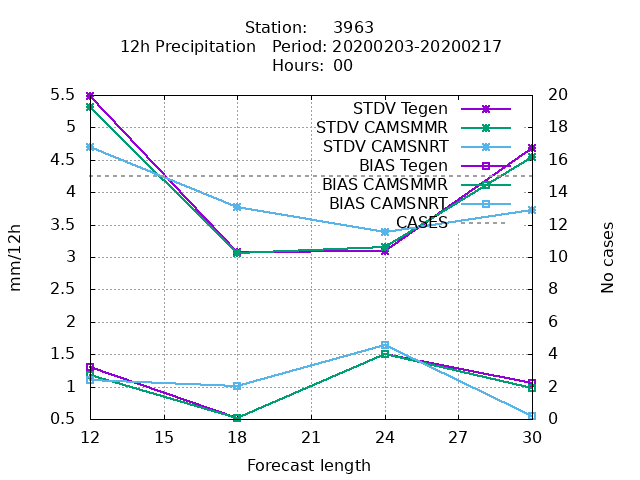 Station: 3963
12h Precipitation Period: 20200203-20200217
Hours: 00
5.5
5
4.5
4
3.5
3
2.5
2
1.5
1
0.5
mm/12h
STDV Tegen
STDV CAMSMMR
STDV CAMSNRT
BIAS Tegen
BIAS CAMSMMR
BIAS CAMSNRT
CASES
20
18
16
14
12
10
8
6
4
2
0
No cases
12 15 18 21 24 27 30
Forecast length